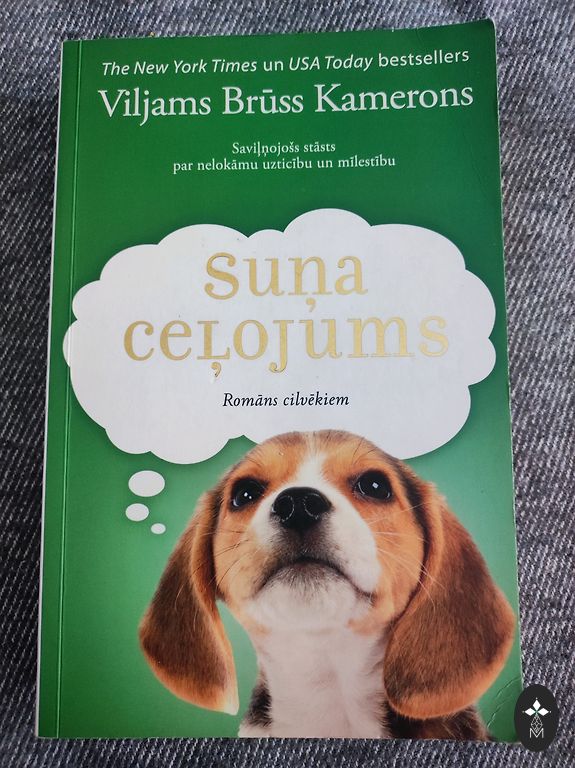 The New York Times un USA Today bestsellers
Viljams Brūss Kamerons
Saviļņojošs stāsts
par nelokāmu uzticību un mīlestību
suņa
ceļojums
Romāns cilvēkiem